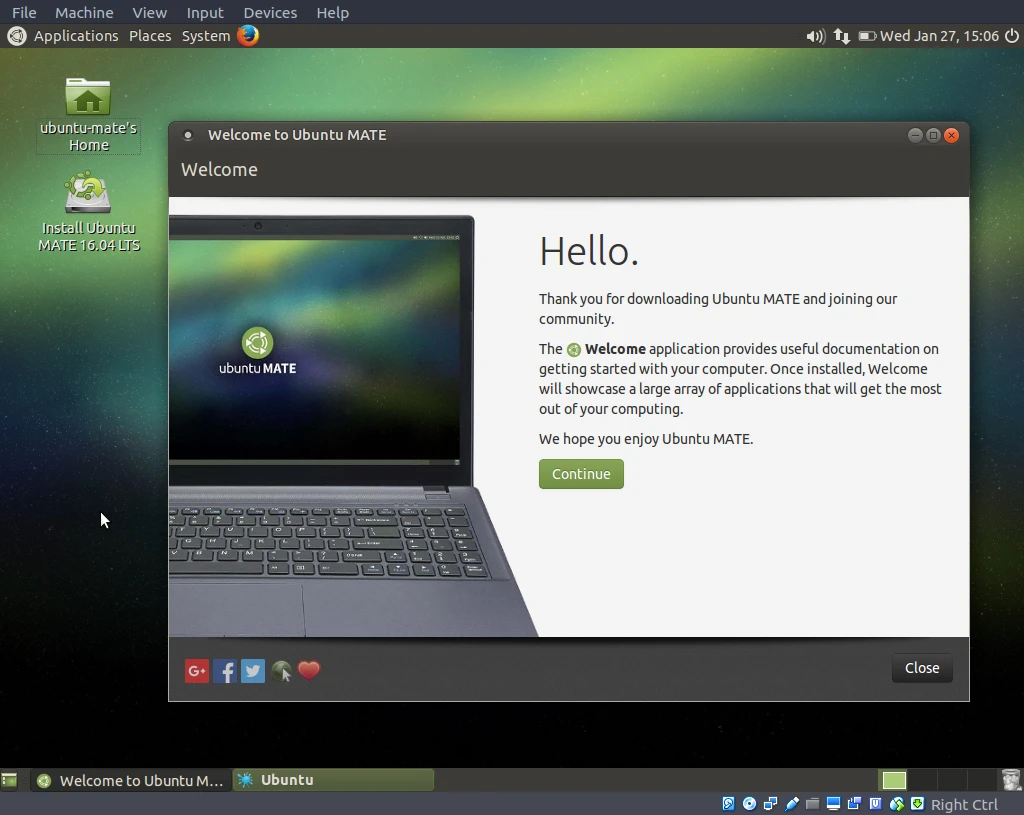 File Machine View Input Devices Help
Applications Places System Wed Jan 27, 15:06
ubuntu-mate's
Home
Install Ubuntu
MATE 16.04 LTS
Welcome to Ubuntu MATE
Welcome
ubuntu MATE
Hello.
Thank you for downloading Ubuntu MATE and joining our
community.
The Welcome application provides useful documentation on
getting started with your computer. Once installed, Welcome
will showcase a large array of applications that will get the most
out of your computing.
We hope you enjoy Ubuntu MATE.
Continue
G+
Close
Welcome to Ubuntu M...
Ubuntu
Right Ctrl